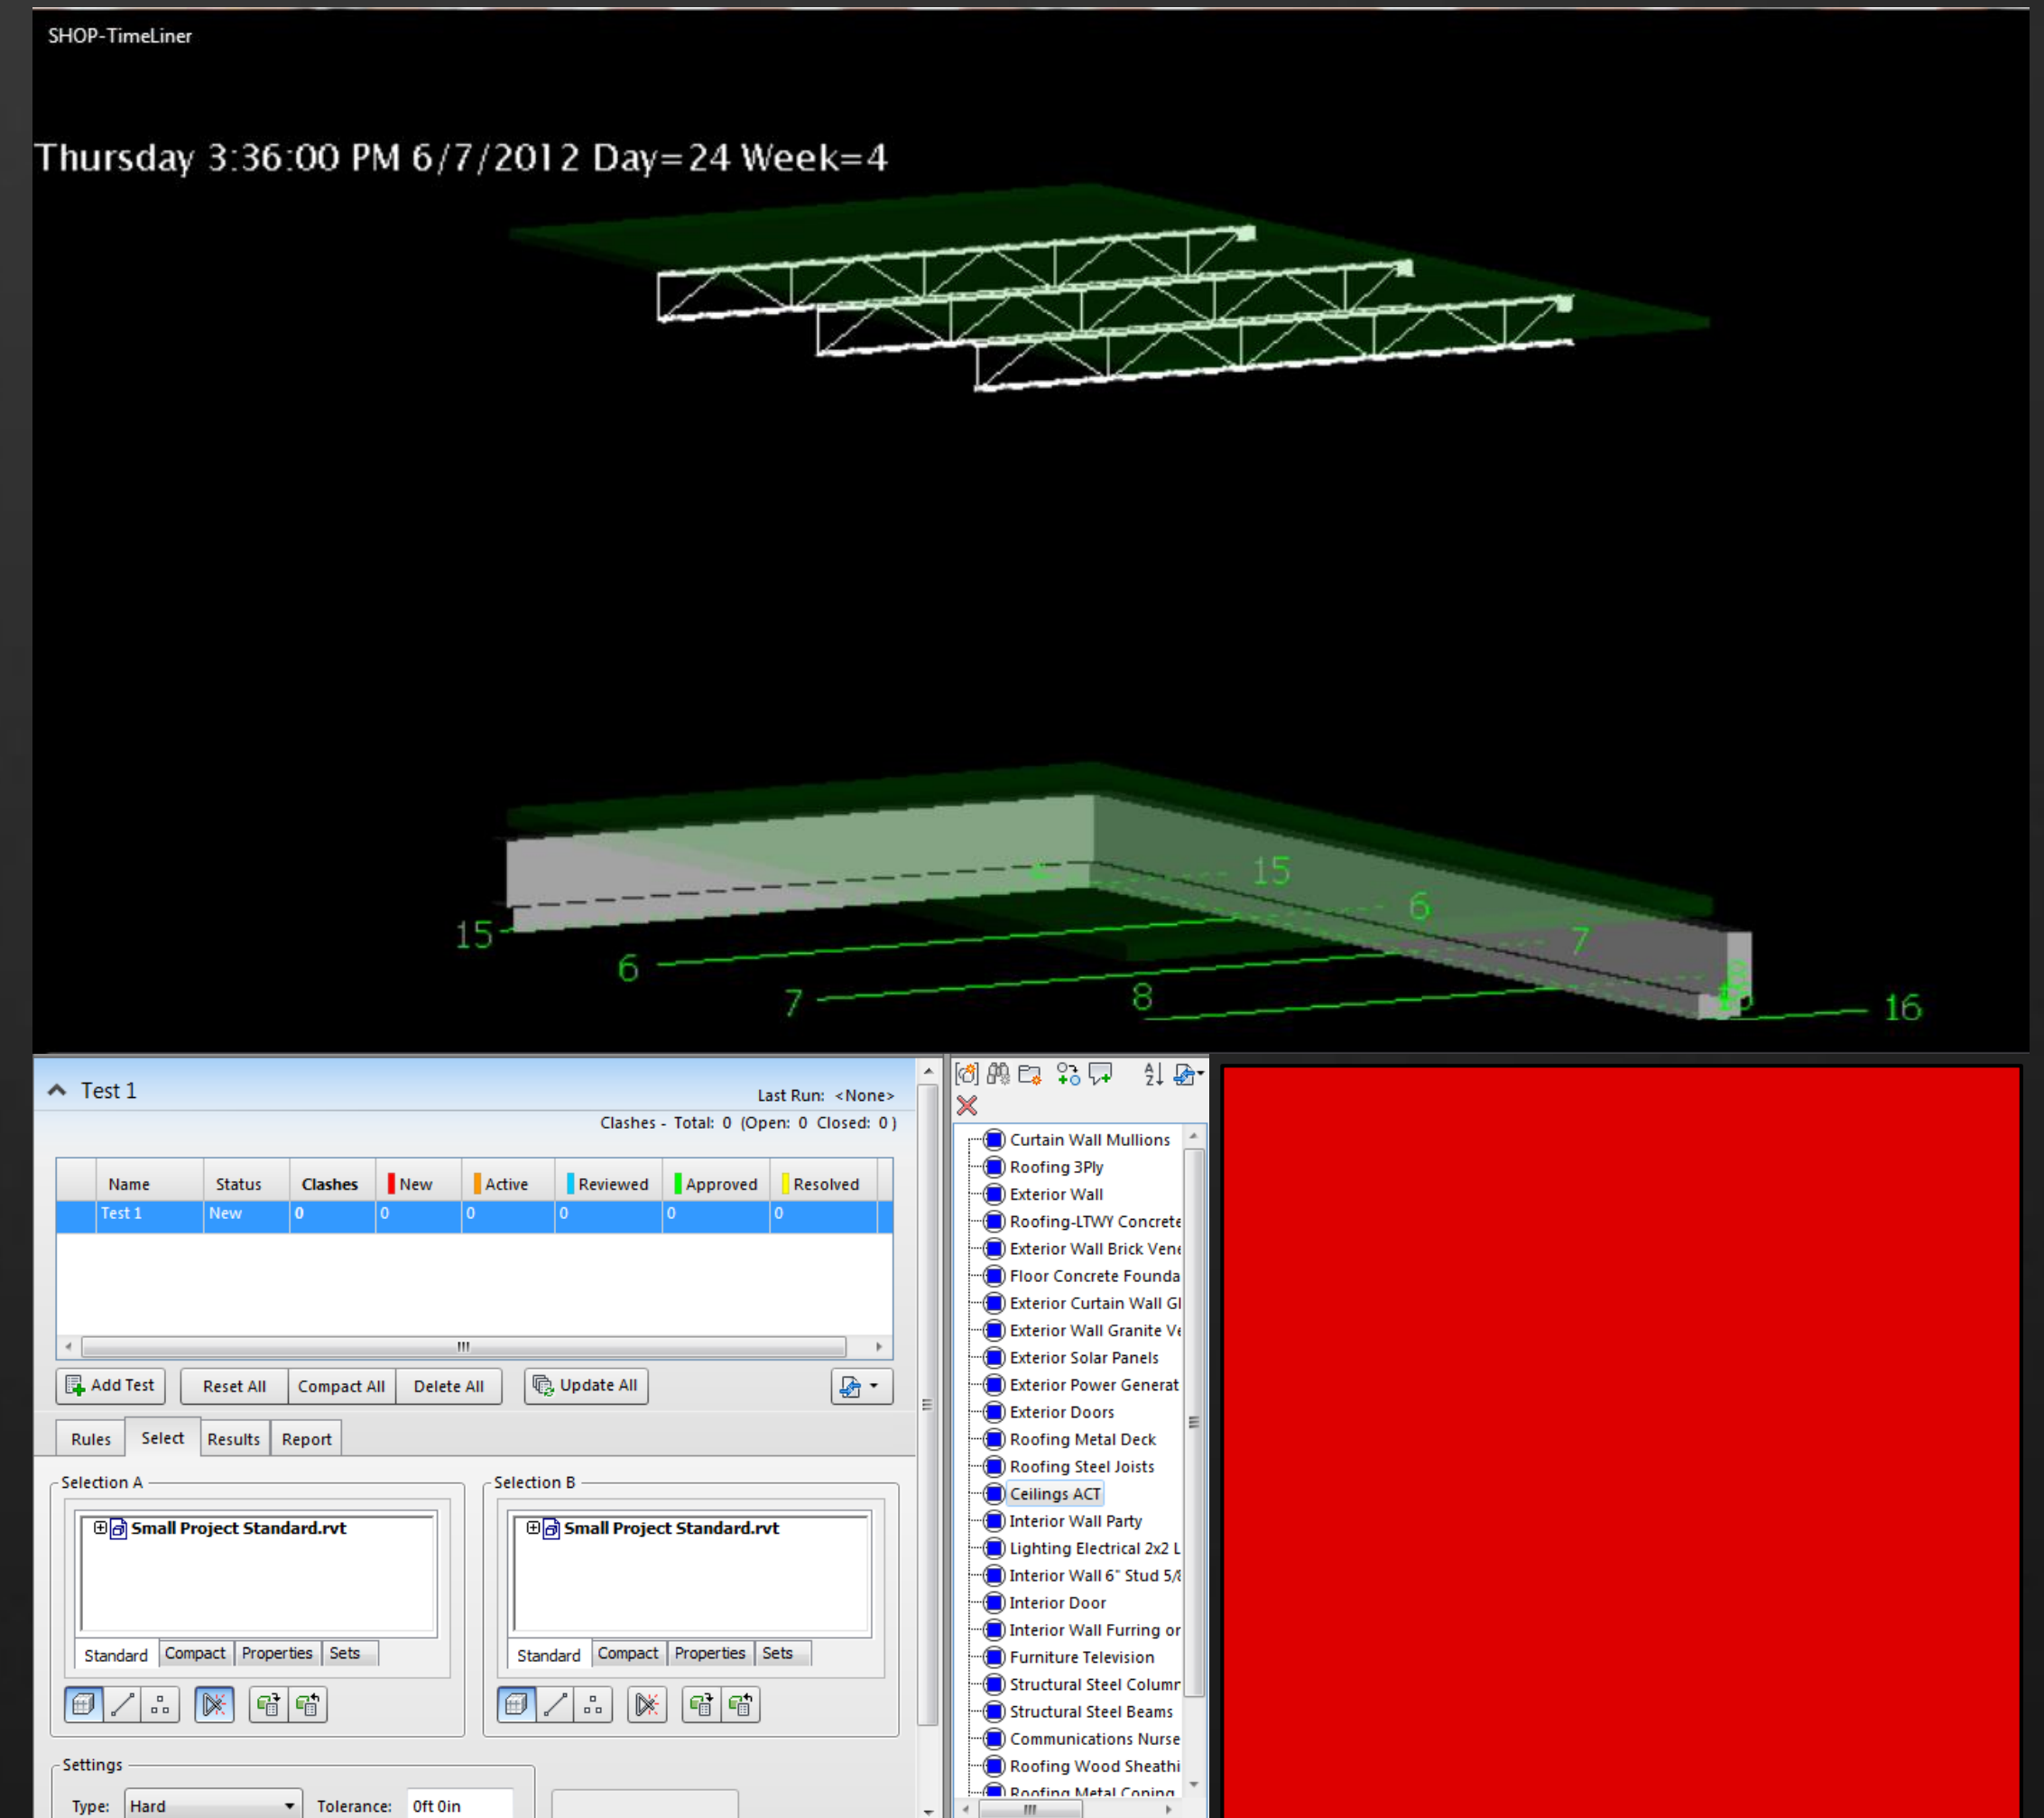 SHOP-TimeLiner
Thursday 3:36:00 PM 6/7/2012 Day=24 Week=4
15
6
7
8
15
6
7
8
16
Test 1
Last Run: <None>
Clashes - Total: 0 (Open: 0 Closed: 0)
Name Status Clashes New Active Reviewed Approved Resolved
Test 1 New 0 0 0 0 0 0
Add Test Reset All Compact All Delete All Update All
Rules Select Results Report
Selection A
Small Project Standard.rvt
Standard Compact Properties Sets
Selection B
Small Project Standard.rvt
Standard Compact Properties Sets
Settings
Type: Hard Tolerance: 0ft 0in
Curtain Wall Mullions
Roofing 3Ply
Exterior Wall
Roofing-LTWY Concrete
Exterior Wall Brick Vene
Floor Concrete Founda
Exterior Curtain Wall Gl
Exterior Wall Granite Ve
Exterior Solar Panels
Exterior Power Generat
Exterior Doors
Roofing Metal Deck
Roofing Steel Joists
Ceilings ACT
Interior Wall Party
Lighting Electrical 2x2 L
Interior Wall 6" Stud 5/8
Interior Door
Interior Wall Furring or
Furniture Television
Structural Steel Column
Structural Steel Beams
Communications Nurse
Roofing Wood Sheathi
Roofing Metal Coping